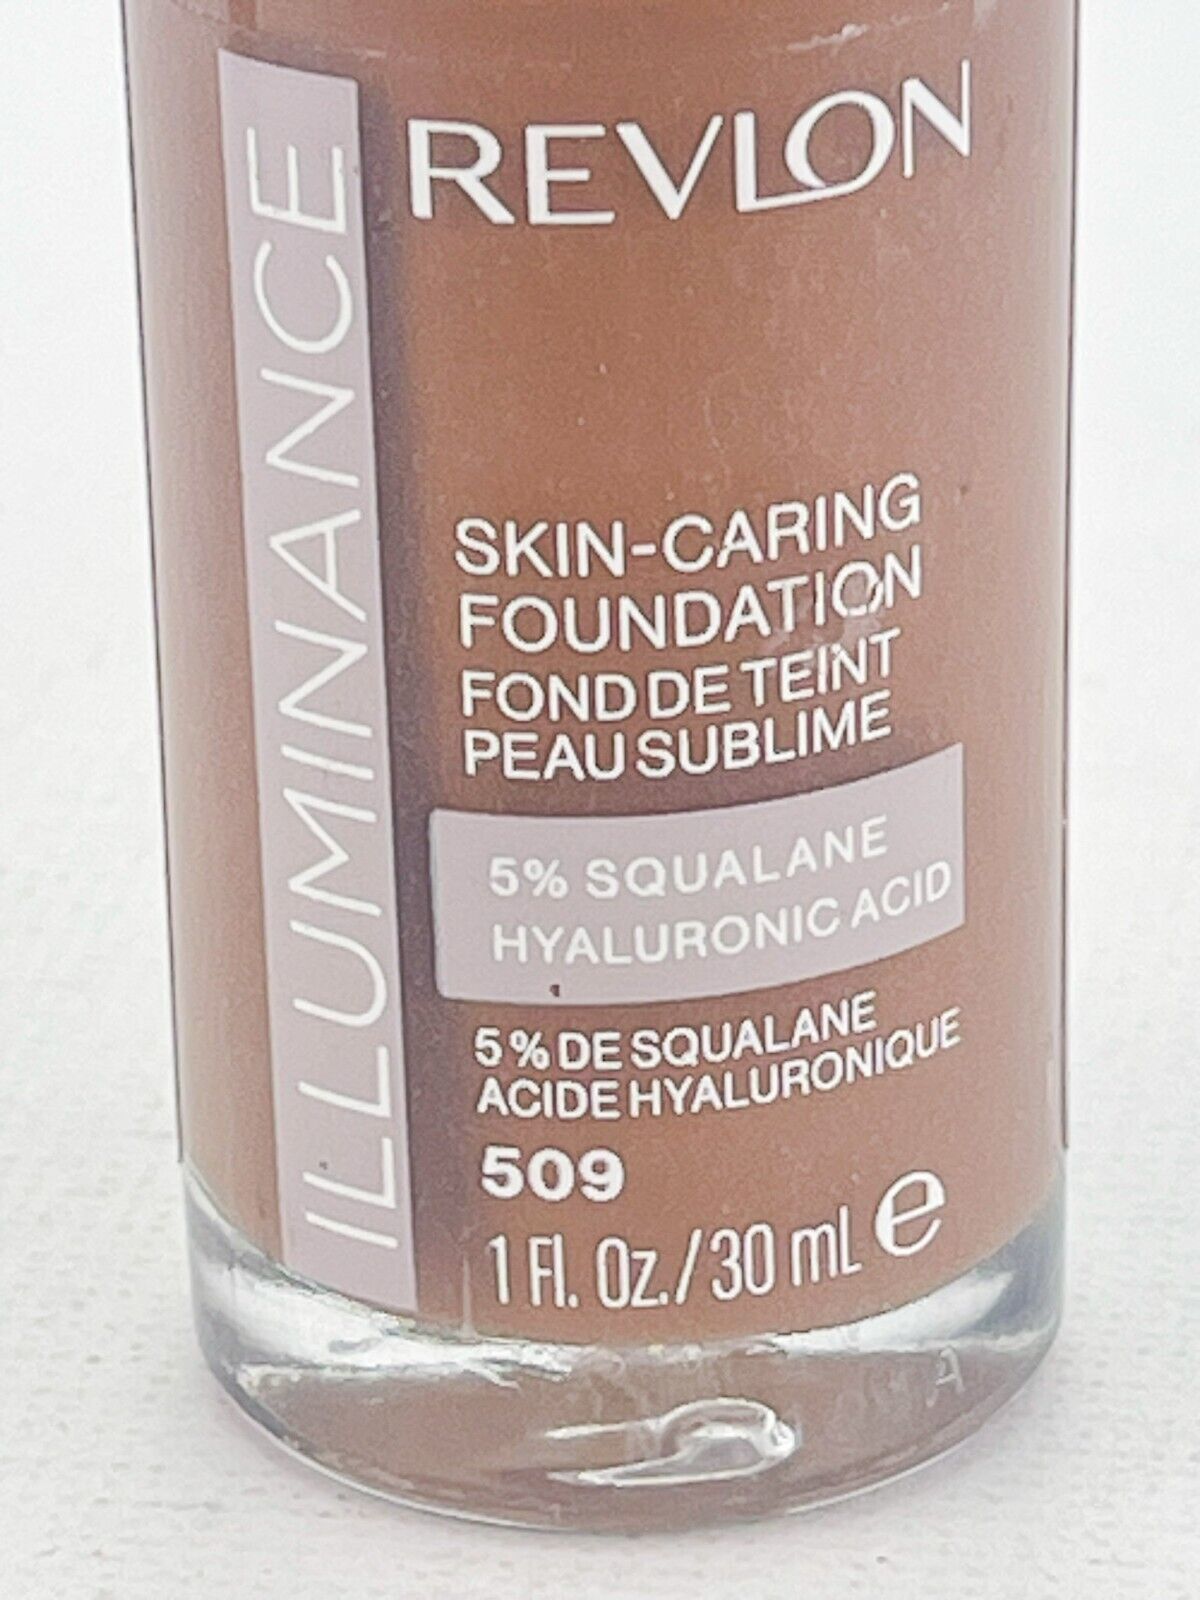 REVLON
ILLUMINANCE
SKIN-CARING
FOUNDATION
FOND DE TEINT
PEAU SUBLIME
5% SQUALANE
HYALURONIC ACID
5% DE SQUALANE
ACIDE HYALURONIQUE
509
1 Fl. Oz./30 mL e
A